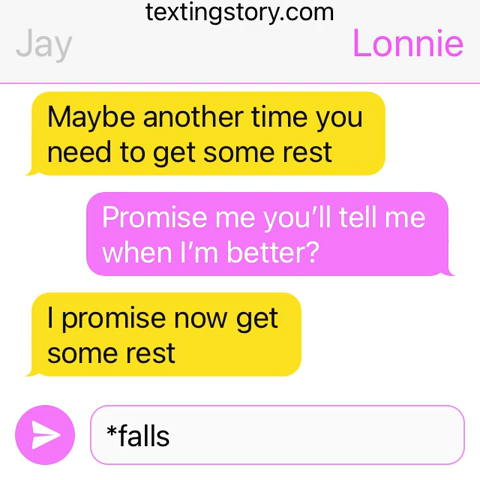 textingstory.com
Jay
Lonnie
Maybe another time you
need to get some rest
Promise me you’ll tell me
when I’m better?
I promise now get
some rest
*falls